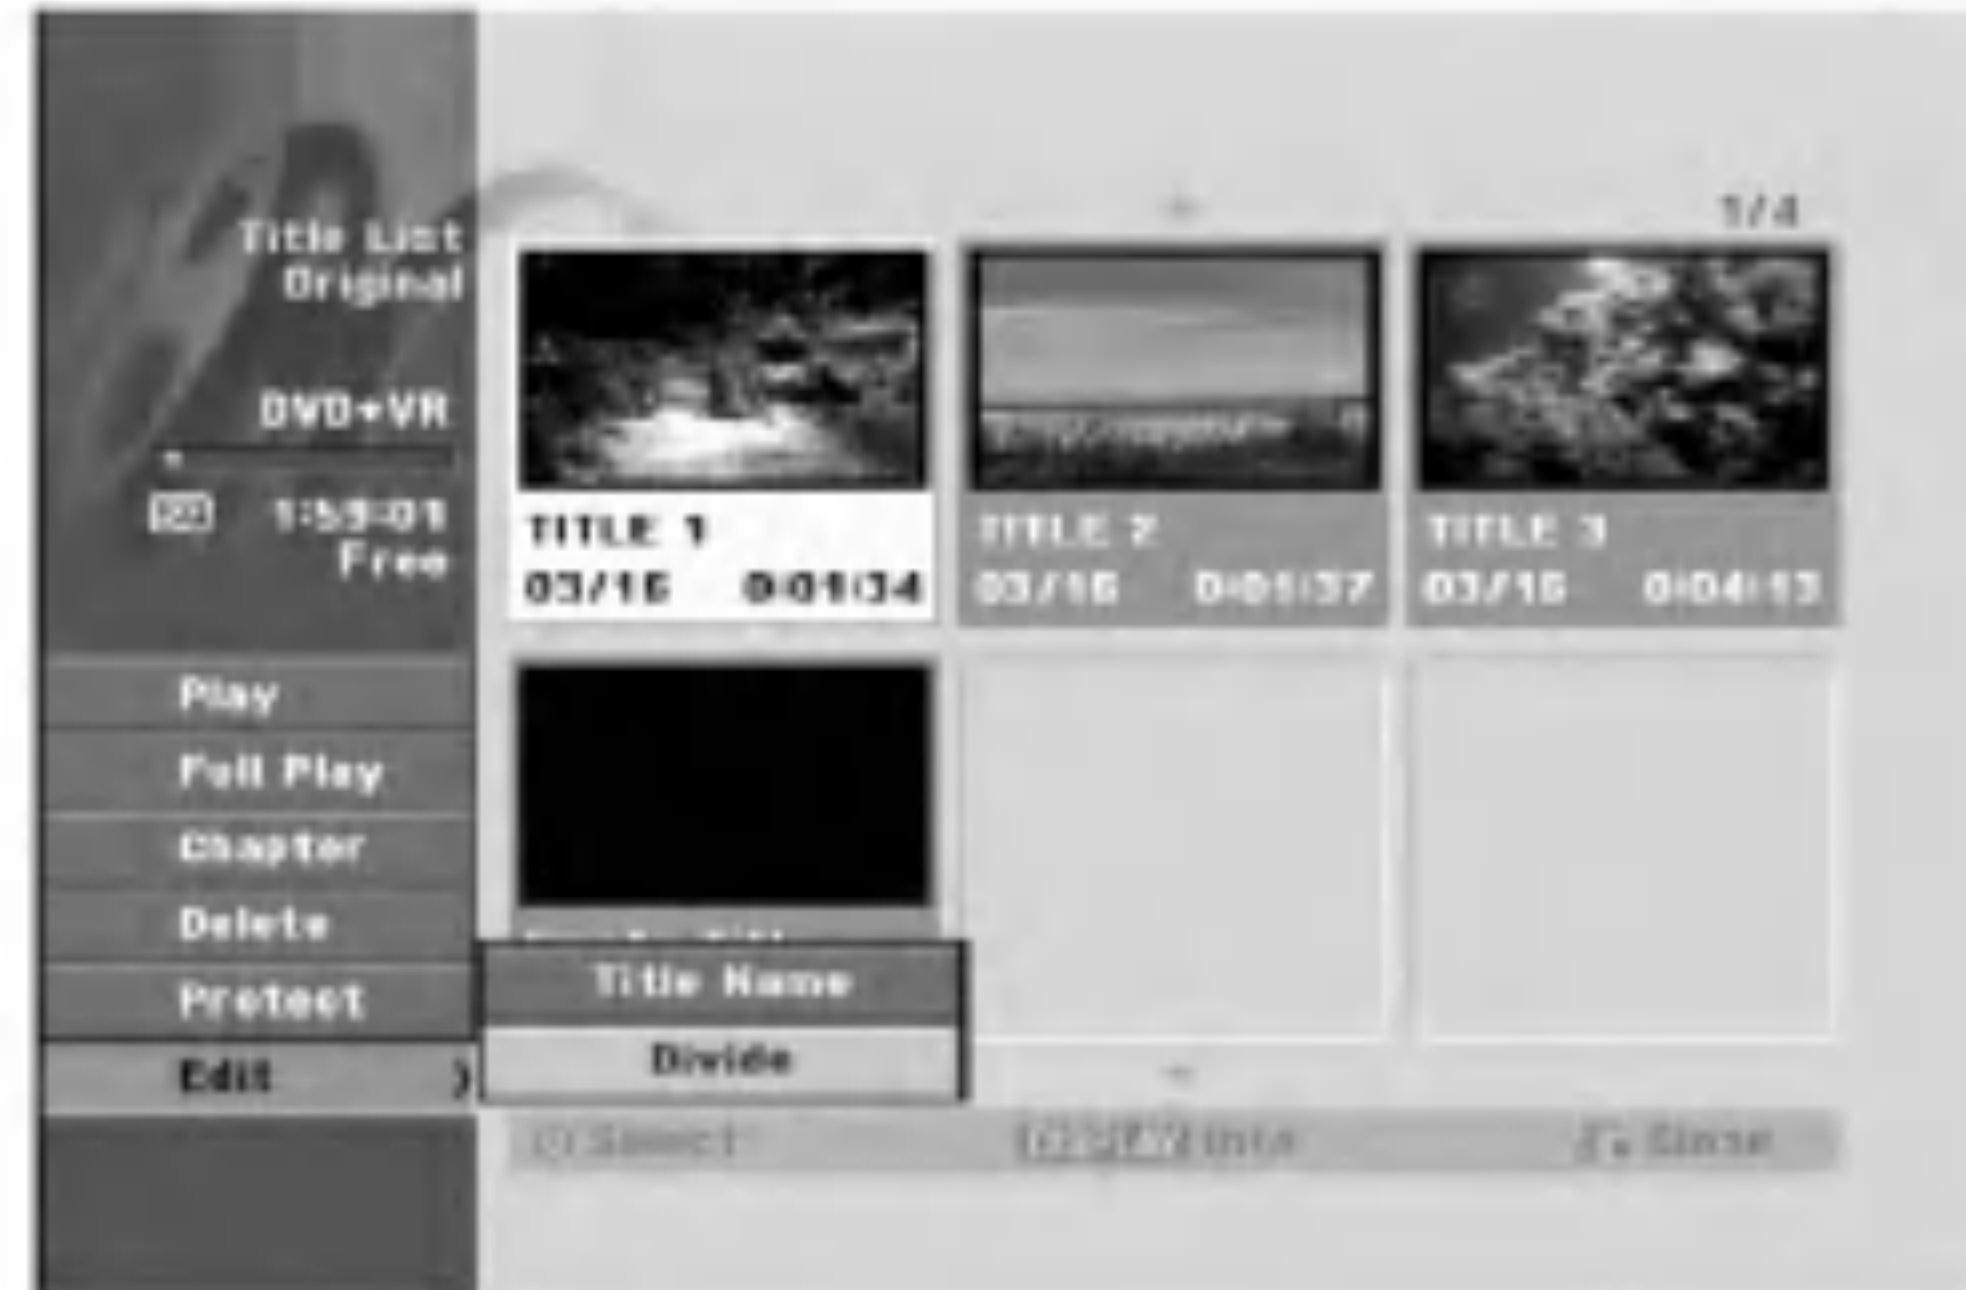 Title List
Original
DVD+VR
1:59:01
Free
Play
Full Play
Chapter
Delete
Protect
Edit
1/4
TITLE 1
03/16 0:01:34
TITLE 2
03/16 0:01:37
TITLE 3
03/16 0:04:13
Title Name
Divide
Select
Info
Close